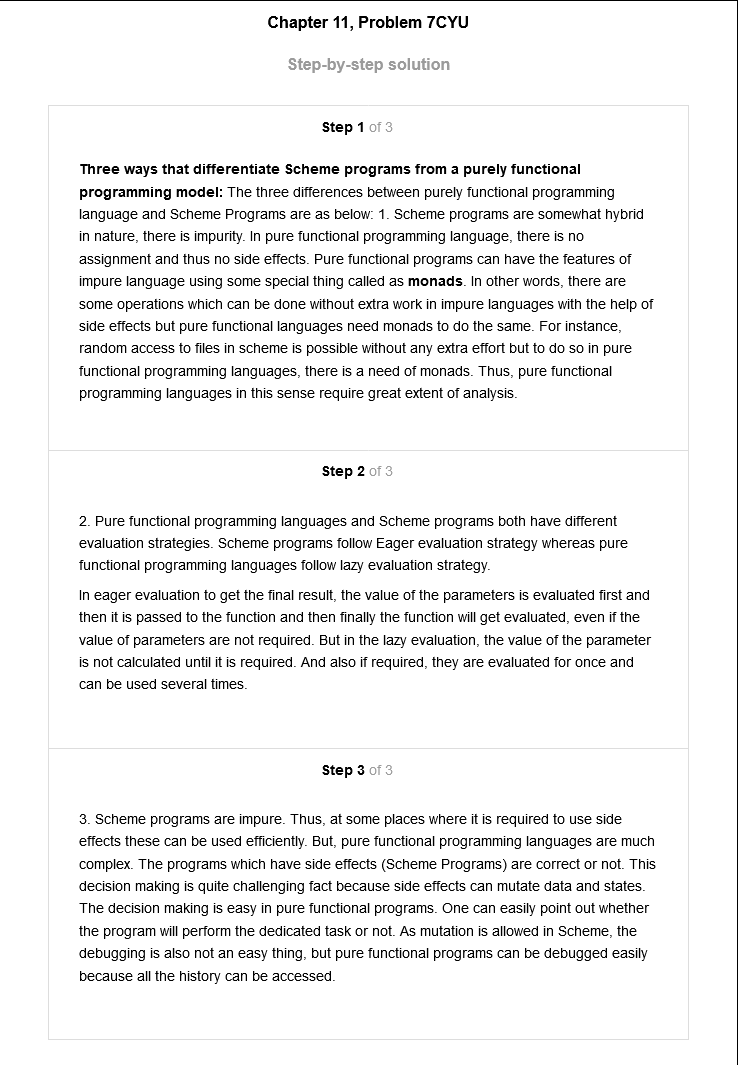 Chapter 11, Problem 7CYU
Step-by-step solution
Step 1 of 3
Three ways that differentiate Scheme programs from a purely functional
programming model: The three differences between purely functional programming
language and Scheme Programs are as below: 1. Scheme programs are somewhat hybrid
in nature, there is impurity. In pure functional programming language, there is no
assignment and thus no side effects. Pure functional programs can have the features of
impure language using some special thing called as monads. In other words, there are
some operations which can be done without extra work in impure languages with the help of
side effects but pure functional languages need monads to do the same. For instance,
random access to files in scheme is possible without any extra effort but to do so in pure
functional programming languages, there is a need of monads. Thus, pure functional
programming languages in this sense require great extent of analysis.
Step 2 of 3
2. Pure functional programming languages and Scheme programs both have different
evaluation strategies. Scheme programs follow Eager evaluation strategy whereas pure
functional programming languages follow lazy evaluation strategy.
In eager evaluation to get the final result, the value of the parameters is evaluated first and
then it is passed to the function and then finally the function will get evaluated, even if the
value of parameters are not required. But in the lazy evaluation, the value of the parameter
is not calculated until it is required. And also if required, they are evaluated for once and
can be used several times.
Step 3 of 3
3. Scheme programs are impure. Thus, at some places where it is required to use side
effects these can be used efficiently. But, pure functional programming languages are much
complex. The programs which have side effects (Scheme Programs) are correct or not. This
decision making is quite challenging fact because side effects can mutate data and states.
The decision making is easy in pure functional programs. One can easily point out whether
the program will perform the dedicated task or not. As mutation is allowed in Scheme, the
debugging is also not an easy thing, but pure functional programs can be debugged easily
because all the history can be accessed.